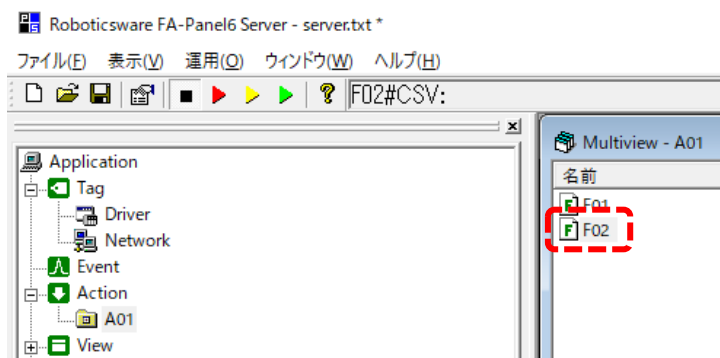 Roboticsware FA-Panel6 Server - server.txt *
ファイル(F) 表示(V) 運用(O) ウィンドウ(W) ヘルプ(H)
F02#CSV:
Application
Tag
Driver
Network
Event
Action
A01
View
Multiview - A01
名前
F01
F02